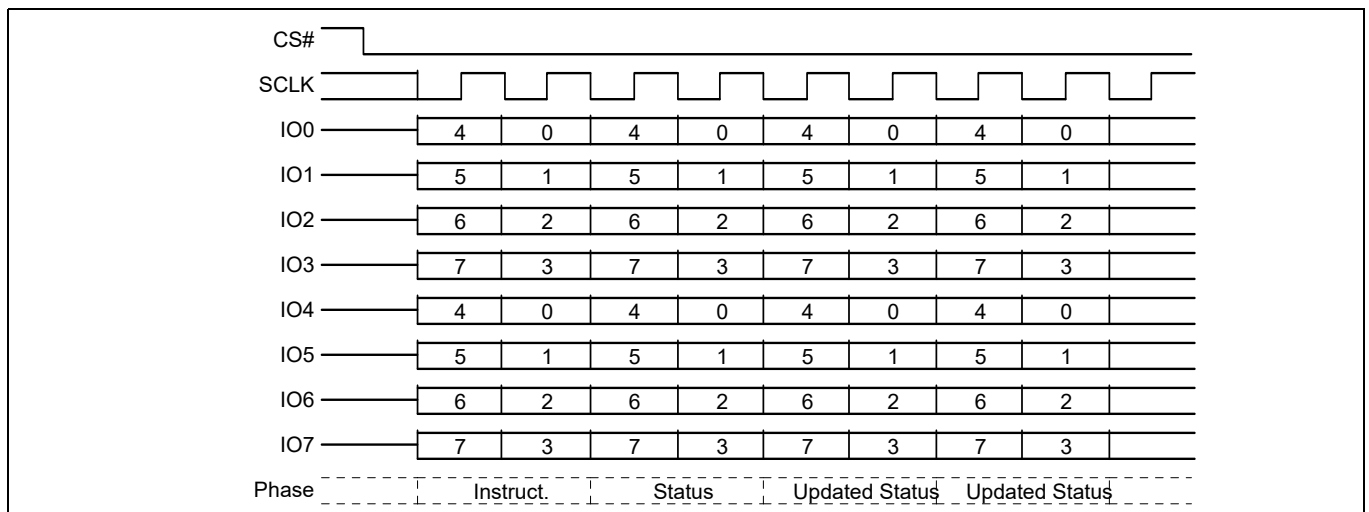 CS#
SCLK
IO0 4 0 4 0 4 0 4 0
IO1 5 1 5 1 5 1 5 1
IO2 6 2 6 2 6 2 6 2
IO3 7 3 7 3 7 3 7 3
IO4 4 0 4 0 4 0 4 0
IO5 5 1 5 1 5 1 5 1
IO6 6 2 6 2 6 2 6 2
IO7 7 3 7 3 7 3 7 3
Phase Instruct. Status Updated Status Updated Status